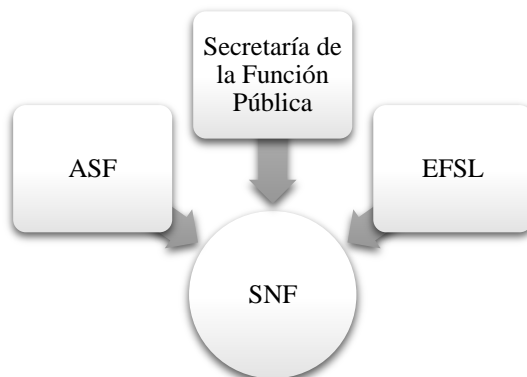 Secretaría de
la Función
Pública
ASF
EFSL
SNF